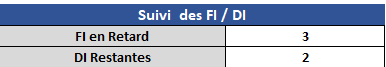 Suivi des FI / DI
FI en Retard 3
DI Restantes 2